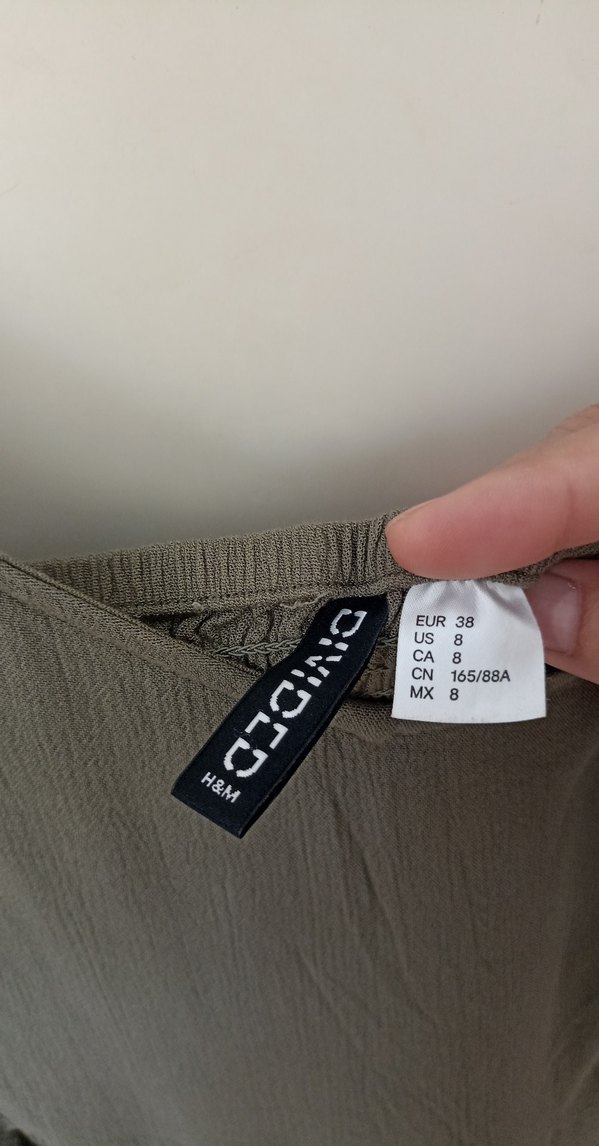 DIVIDED
H&M
EUR 38
US 8
CA 8
CN 165/88A
MX 8